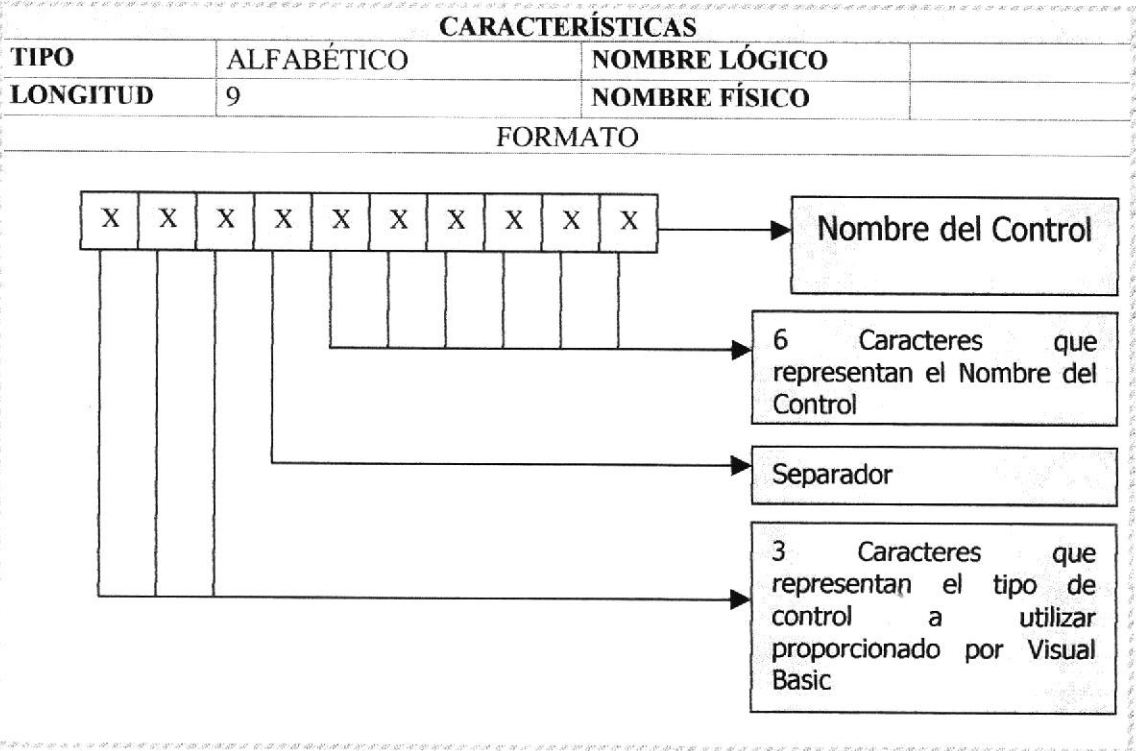 CARACTERÍSTICAS
TIPO ALFABÉTICO NOMBRE LÓGICO
LONGITUD 9 NOMBRE FÍSICO
FORMATO
X X X X X X X X X X
Nombre del Control
6 Caracteres que
representan el Nombre del
Control
Separador
3 Caracteres que
representan el tipo de
control a utilizar
proporcionado por Visual
Basic